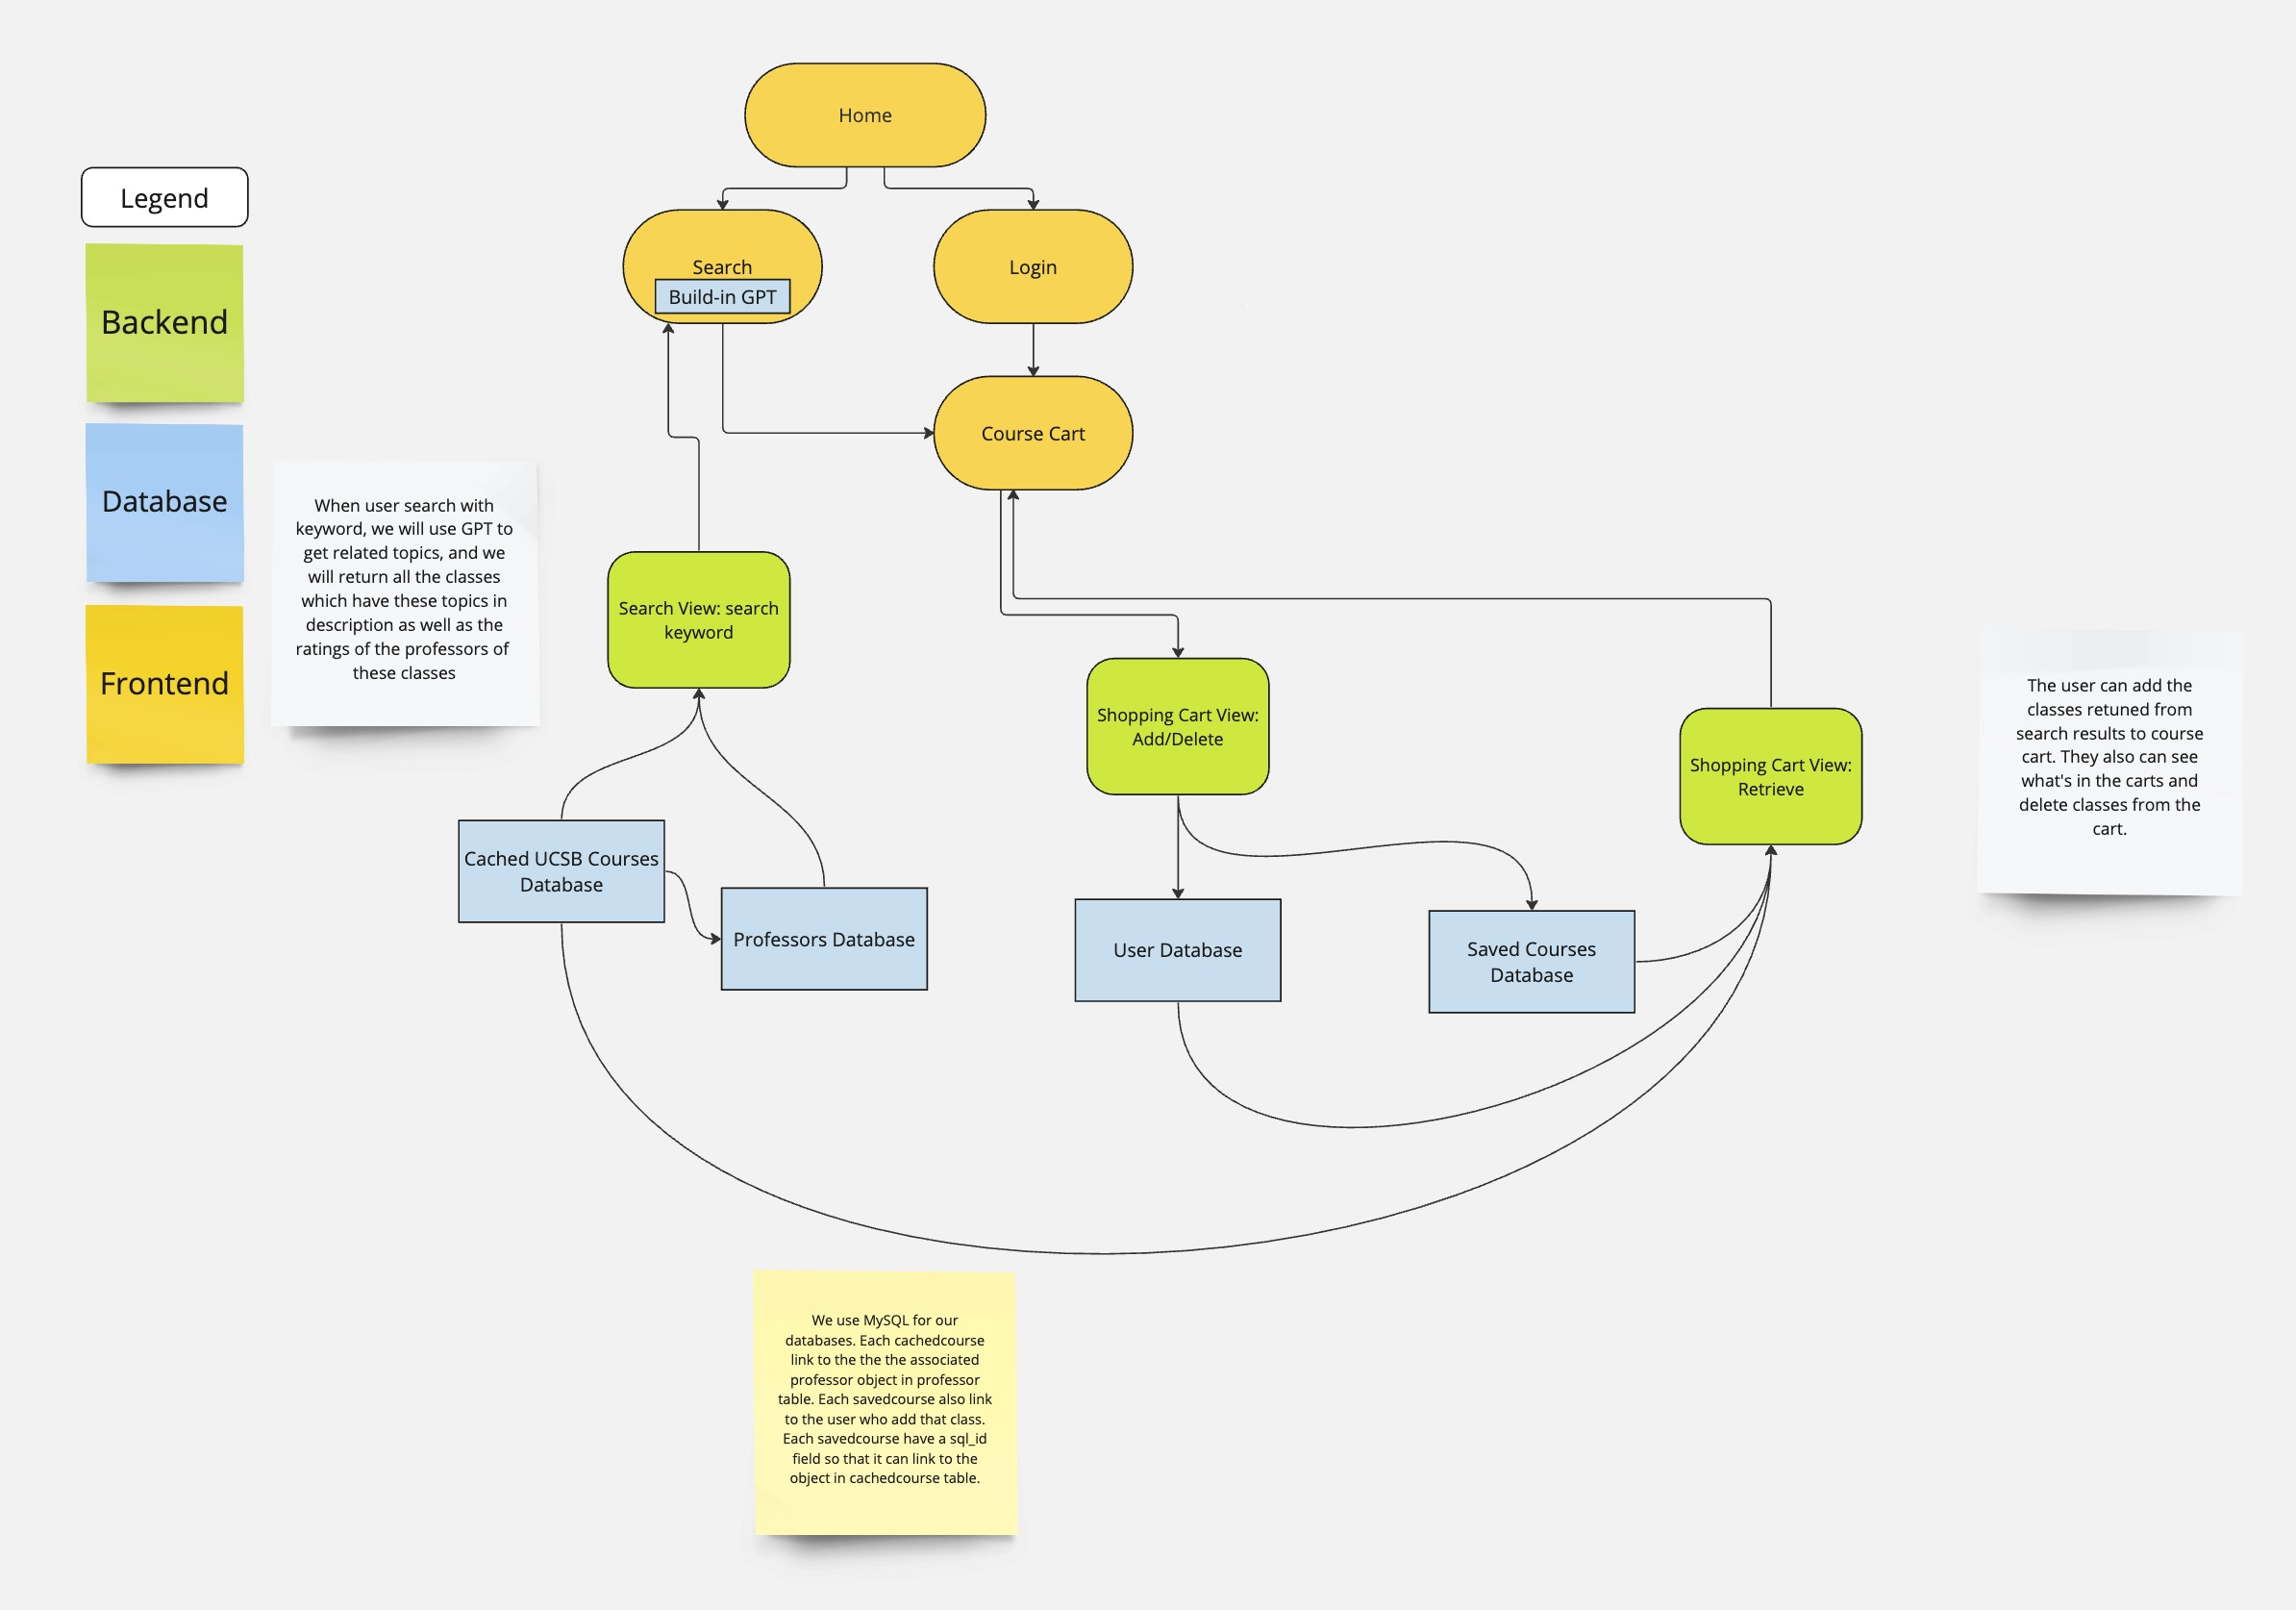 Home
Legend
Search
Build-in GPT
Login
Backend
Course Cart
Database
When user search with
keyword, we will use GPT to
get related topics, and we
will return all the classes
which have these topics in
description as well as the
ratings of the professors of
these classes
Frontend
Search View: search
keyword
Shopping Cart View:
Add/Delete
Shopping Cart View:
Retrieve
The user can add the
classes retuned from
search results to course
cart. They also can see
what's in the carts and
delete classes from the
cart.
Cached UCSB Courses
Database
Professors Database
User Database
Saved Courses
Database
We use MySQL for our
databases. Each cachedcourse
link to the the the associated
professor object in professor
table. Each savedcourse also link
to the user who add that class.
Each savedcourse have a sql_id
field so that it can link to the
object in cachedcourse table.